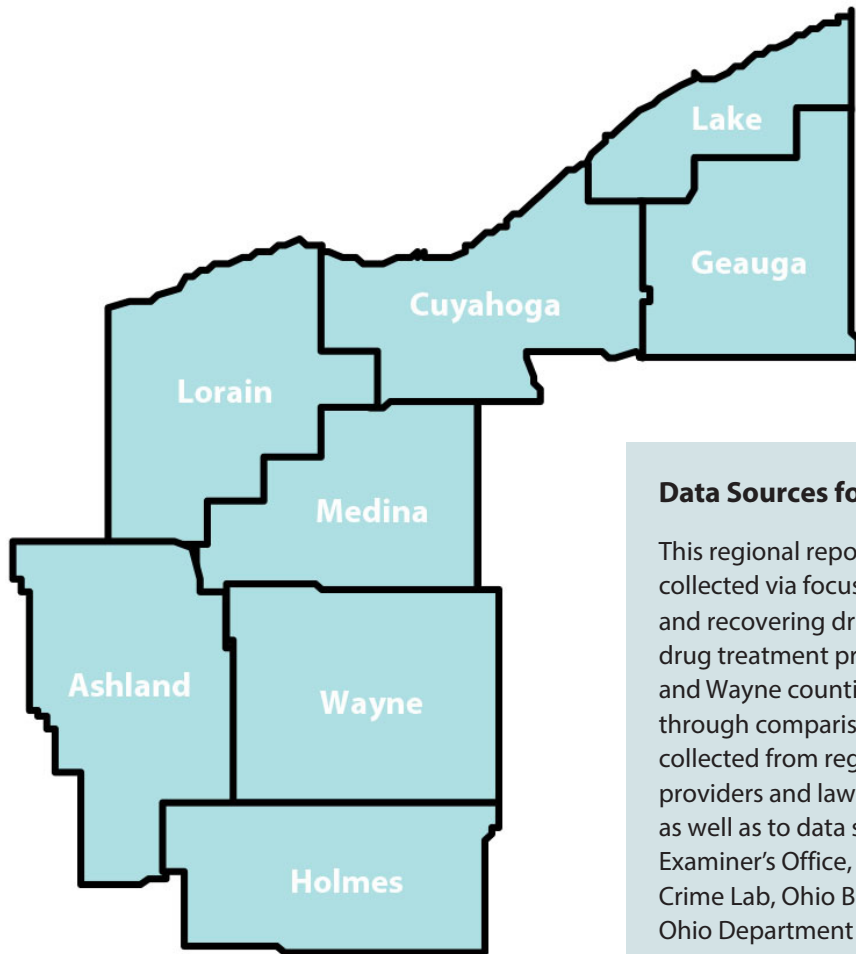 Lake
Geauga
Cuyahoga
Lorain
Medina
Ashland
Wayne
Holmes
Data Sources fo
This regional repo
collected via focus
and recovering dr
drug treatment pr
and Wayne counti
through comparis
collected from reg
providers and law
as well as to data s
Examiner’s Office,
Crime Lab, Ohio B
Ohio Department